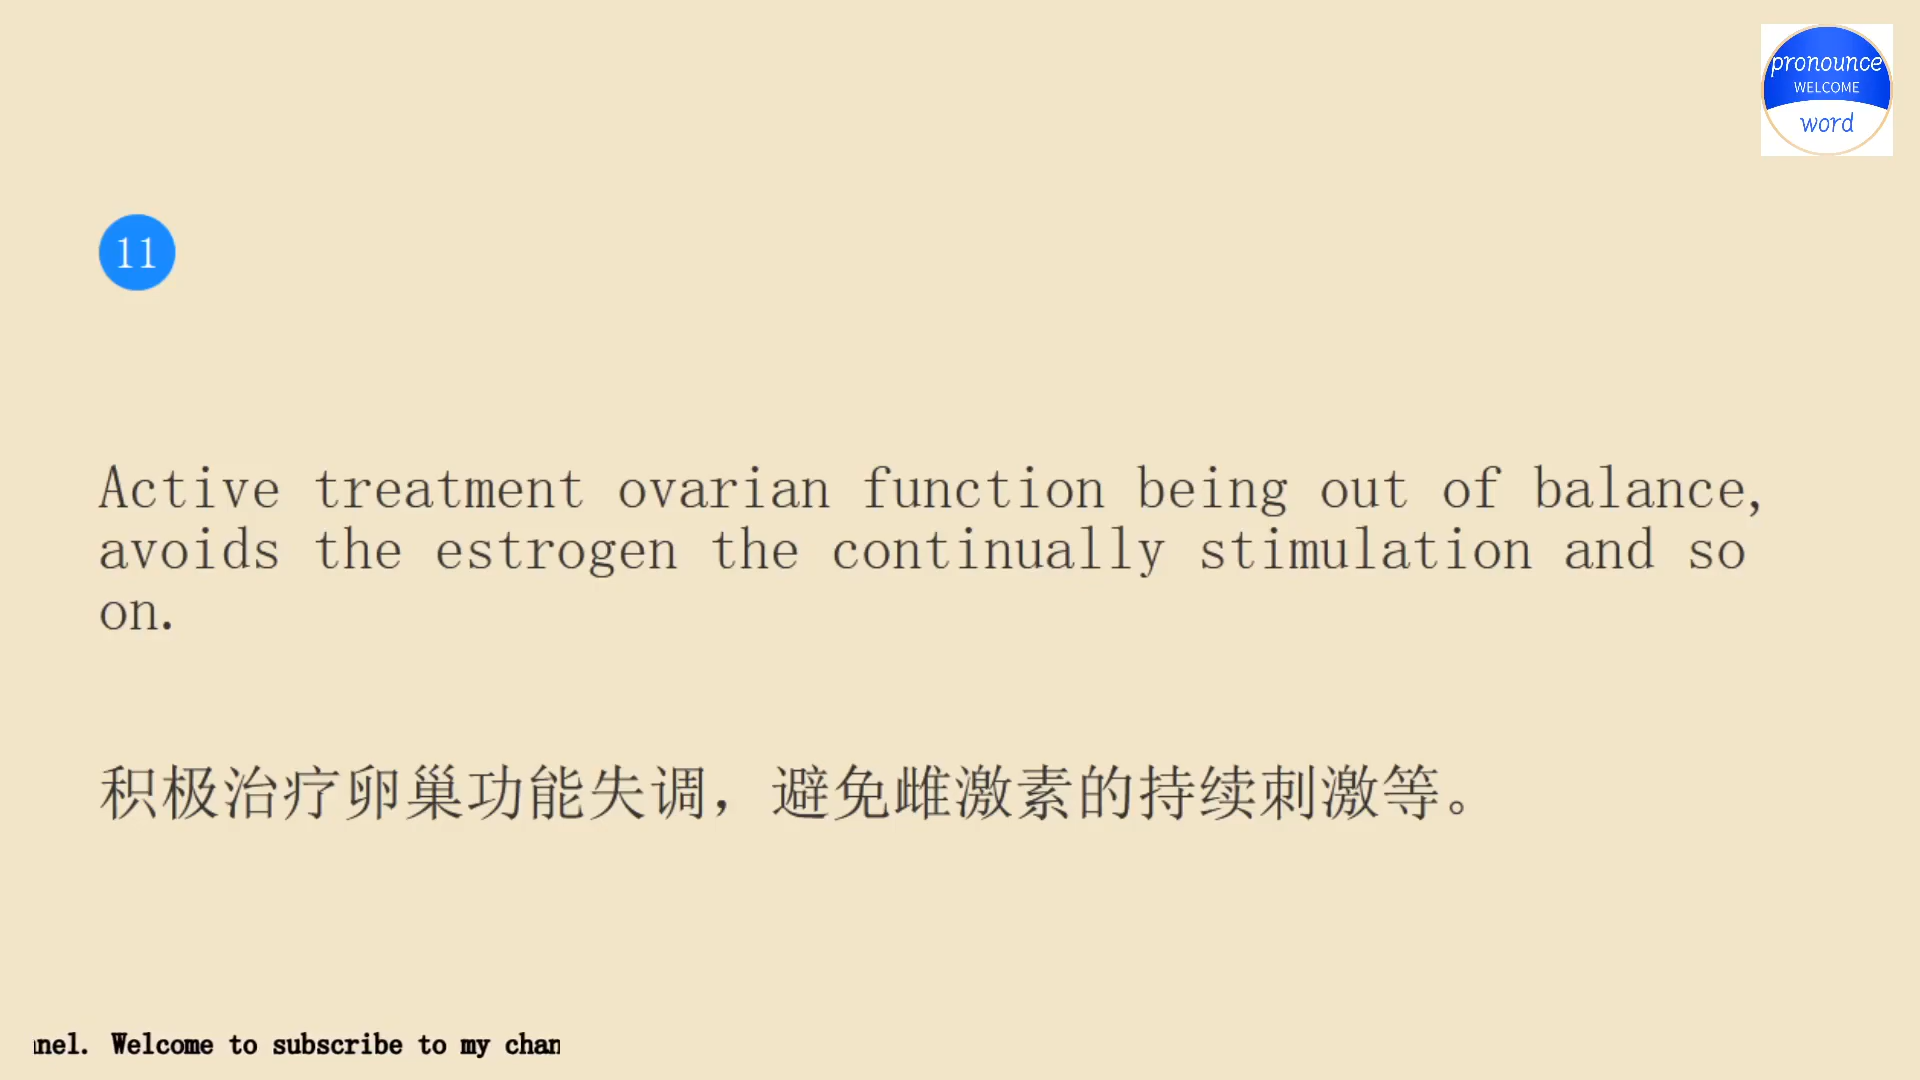 pronounce
WELCOME
word
11
Active treatment ovarian function being out of balance,
avoids the estrogen the continually stimulation and so
on.
积极治疗卵巢功能失调，避免雌激素的持续刺激等。
nel. Welcome to subscribe to my chan